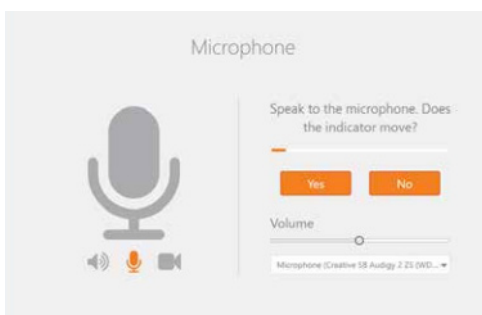 Microphone
Speak to the microphone. Does
the indicator move?
Yes
No
Volume
Microphone (Creative SB Audigy 2 ZS (WD...